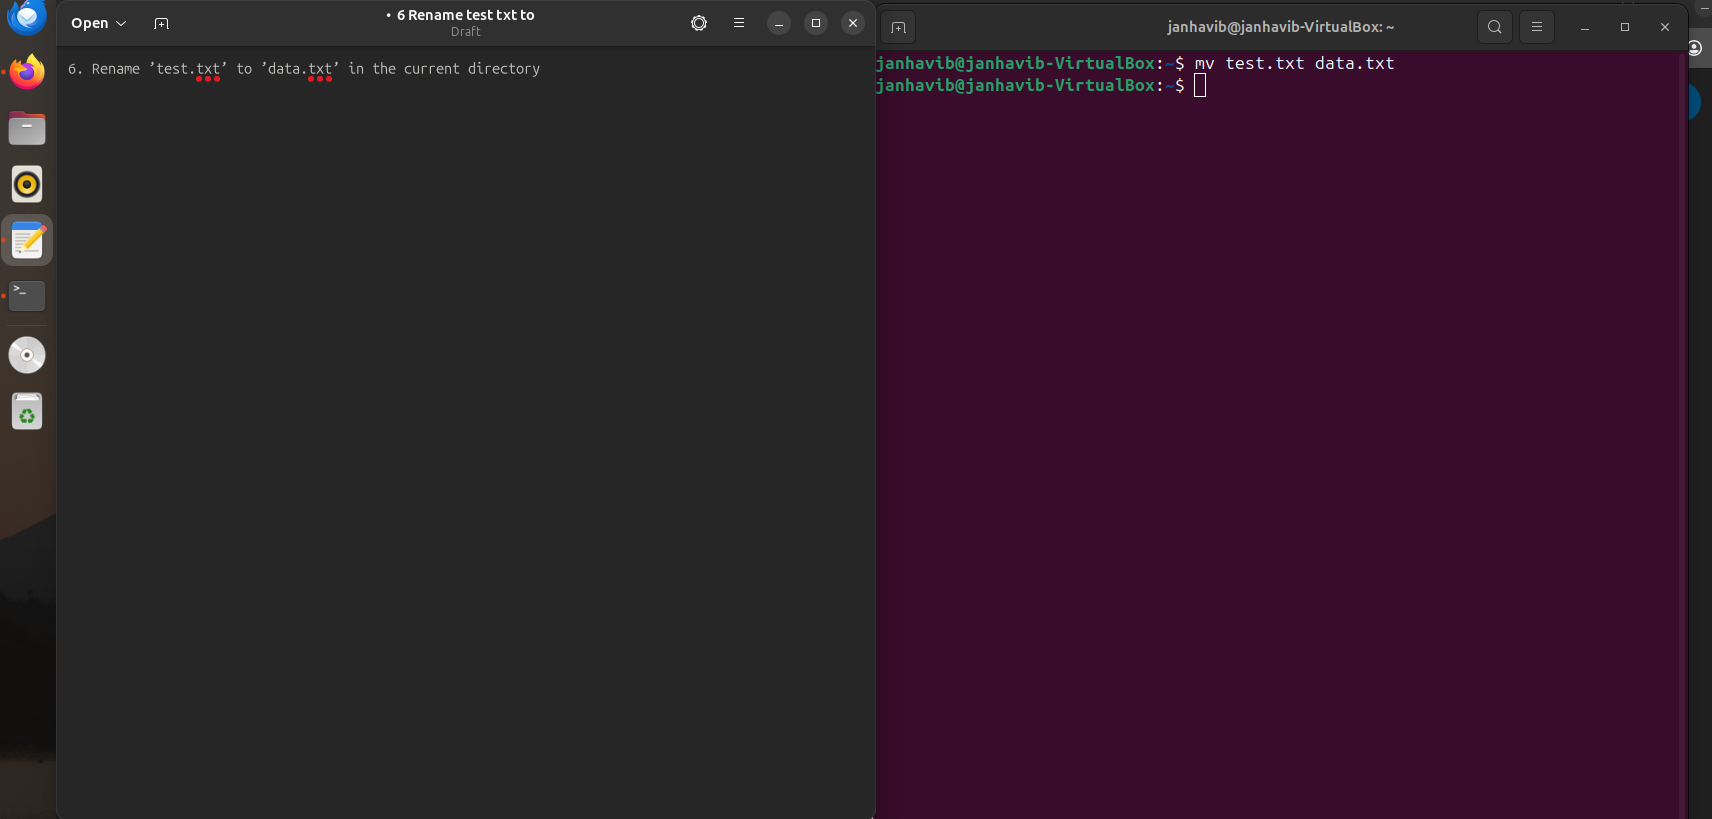 Open
• 6 Rename test txt to
Draft
6. Rename ’test.txt’ to ’data.txt’ in the current directory
janhavib@janhavib-VirtualBox: ~
janhavib@janhavib-VirtualBox:~$ mv test.txt data.txt
janhavib@janhavib-VirtualBox:~$